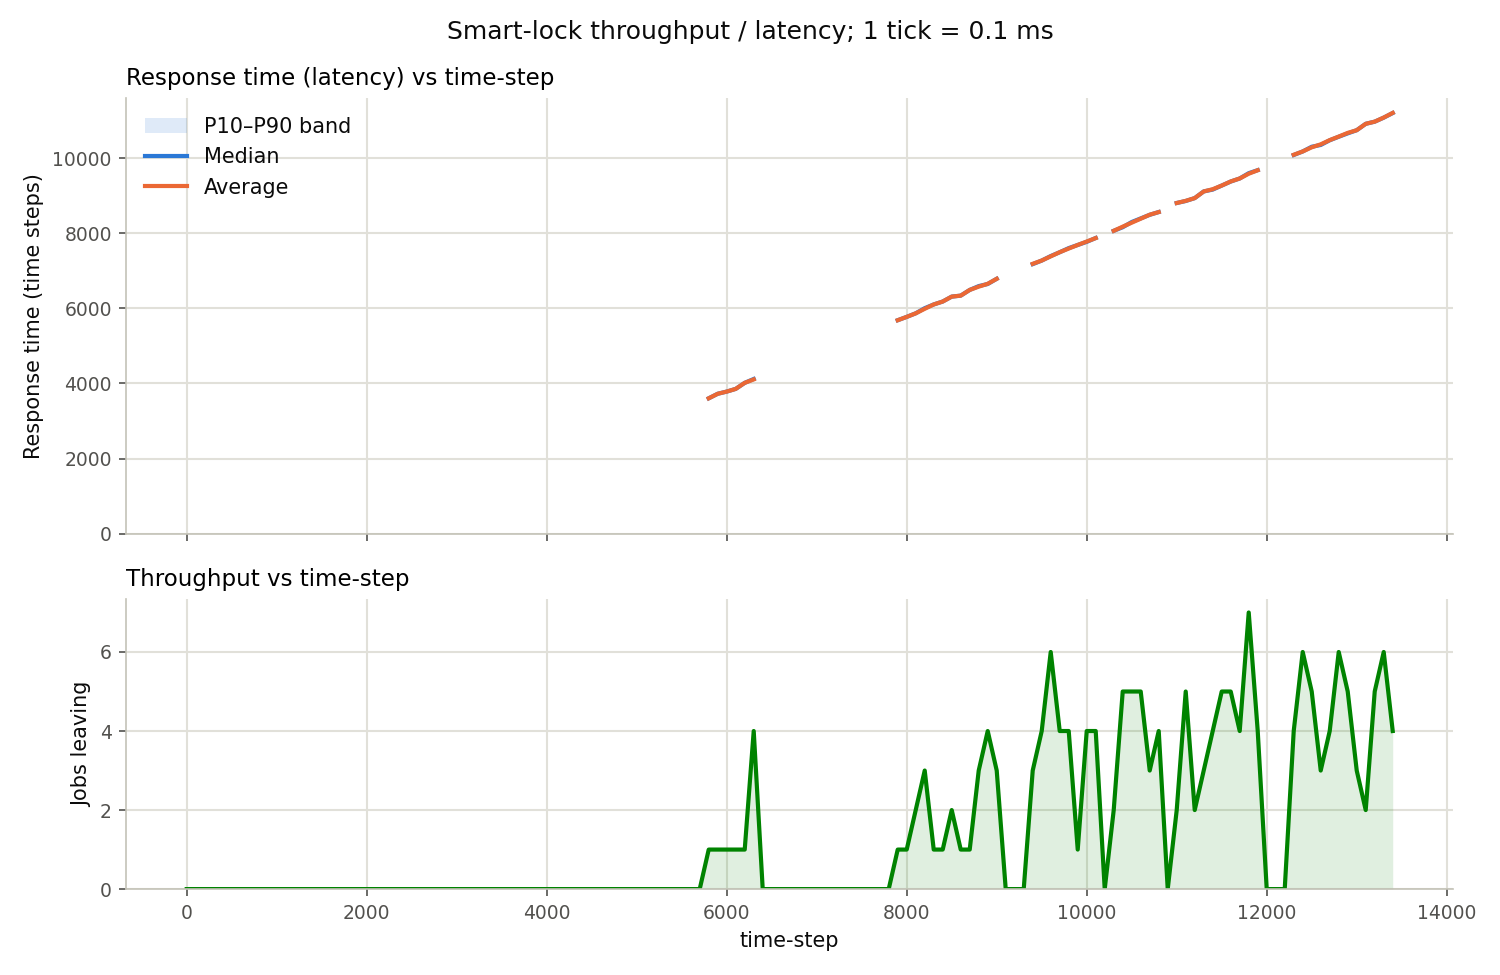 Smart-lock throughput / latency; 1 tick = 0.1 ms
Response time (latency) vs time-step
P10–P90 band
Median
Average
Response time (time steps)
10000
8000
6000
4000
2000
0
Throughput vs time-step
Jobs leaving
6
4
2
0
0 2000 4000 6000 8000 10000 12000 14000
time-step